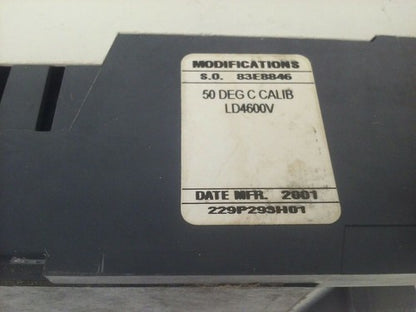 MODIFICATIONS
S.O. 83E8846
50 DEG C CALIB
LD4600V
DATE MFR. 2001
229P293H01